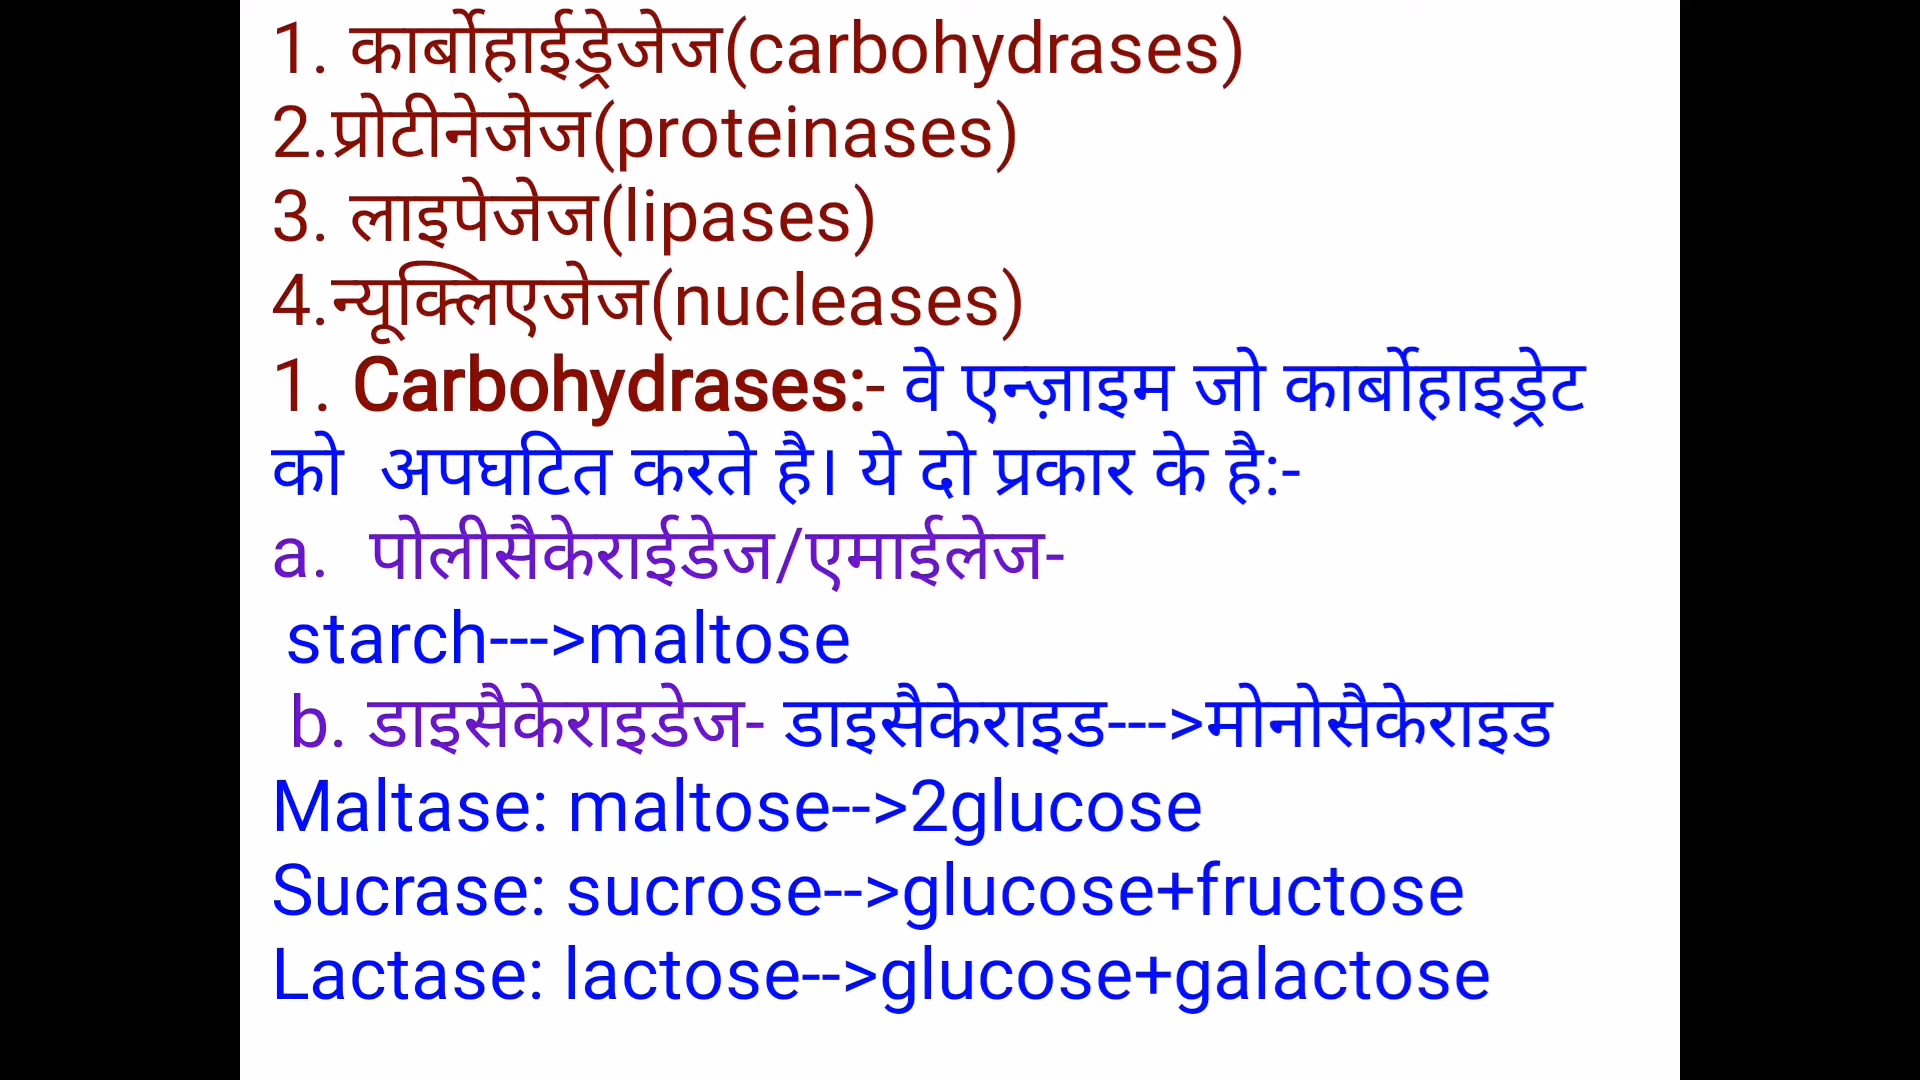 1. कार्बोहाईड्रेजेज(carbohydrases)
2.प्रोटीनेजेज(proteinases)
3. लाइपेजेज(lipases)
4.न्यूक्लिएजेज(nucleases)
1. Carbohydrases:- वे एन्ज़ाइम जो कार्बोहाइड्रेट
को  अपघटित करते है। ये दो प्रकार के है:-
a.  पोलीसैकेराईडेज/एमाईलेज-
starch--->maltose
b. डाइसैकेराइडेज- डाइसैकेराइड--->मोनोसैकेराइड
Maltase: maltose-->2glucose
Sucrase: sucrose-->glucose+fructose
Lactase: lactose-->glucose+galactose